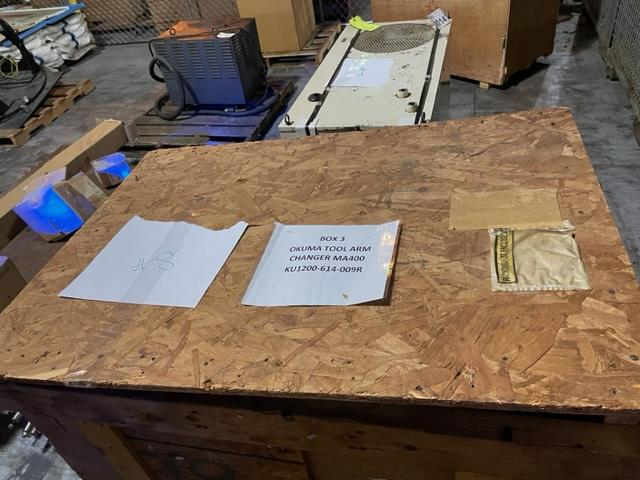 #8
BOX 3
OKUMA TOOL ARM
CHANGER MA400
KU1200-614-009R